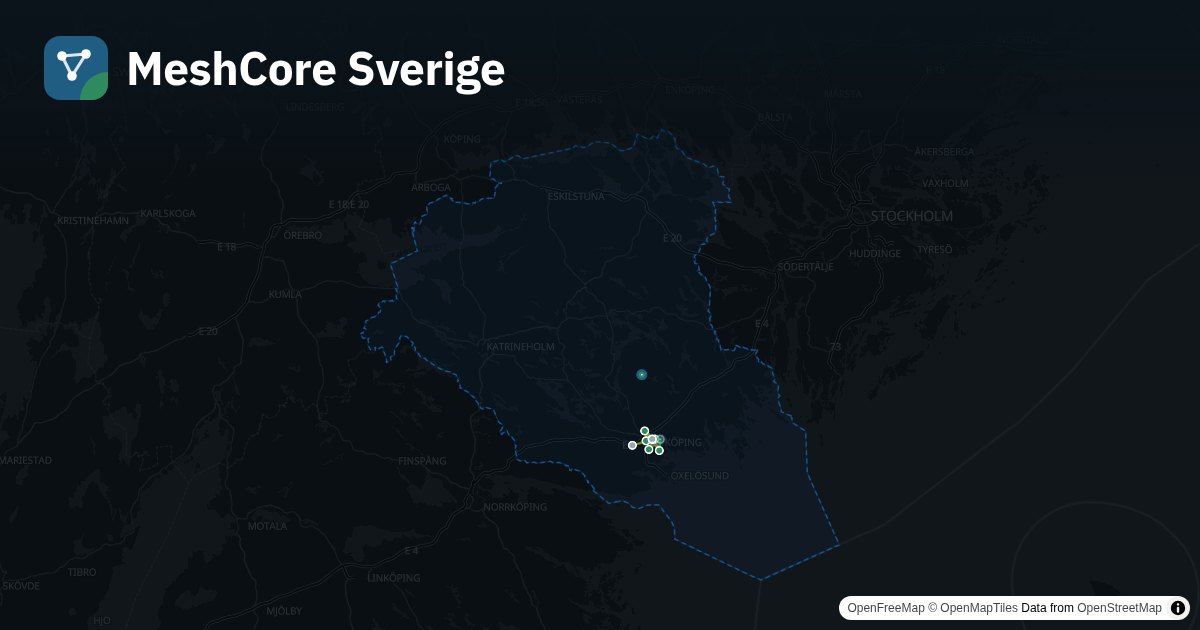 MeshCore Sverige
E 18
LINDESBERG
VÄSTERÅS
ENKÖPING
MÄRSTA
BÅLSTA
KÖPING
ÅKERSBERGA
ARBOGA
ESKILSTUNA
VAXHOLM
E 18;E 20
KARLSKOGA
KRISTINEHAMN
STOCKHOLM
ÖREBRO
E 20
E 18
HUDDINGE
TYRESÖ
SÖDERTÄLJE
KUMLA
E 4
E 20
KATRINEHOLM
73
KÖPING
MARIESTAD
FINSPÅNG
OXELÖSUND
NORRKÖPING
MOTALA
E 4
TIBRO
LINKÖPING
SKÖVDE
MJÖLBY
HJO
OpenFreeMap © OpenMapTiles Data from OpenStreetMap